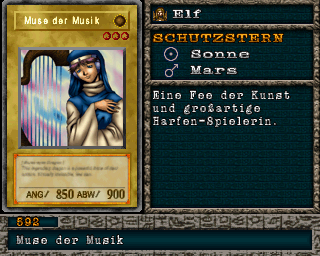 Muse der Musik
ANG/ 850 ABW/ 900
Elf
SCHUTZSTERN
Sonne
Mars
Eine Fee der Kunst
und großartige
Harfen-Spielerin.
592
Muse der Musik